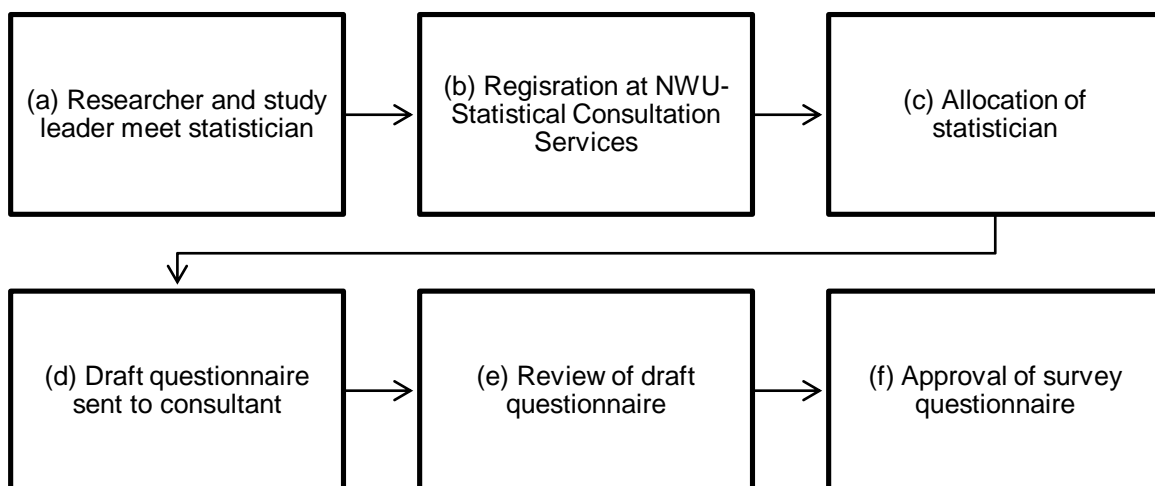 (a) Researcher and study
leader meet statistician
(b) Regisration at NWU-
Statistical Consultation
Services
(c) Allocation of
statistician
(d) Draft questionnaire
sent to consultant
(e) Review of draft
questionnaire
(f) Approval of survey
questionnaire